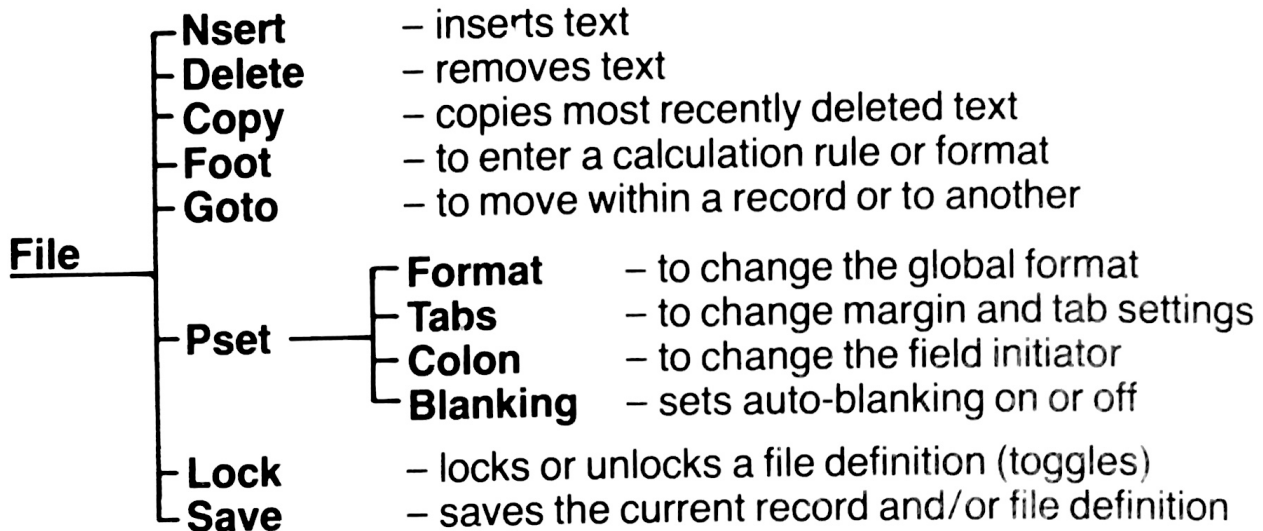 Nsert – inserts text
Delete – removes text
Copy – copies most recently deleted text
Foot – to enter a calculation rule or format
Goto – to move within a record or to another
File
Format – to change the global format
Tabs – to change margin and tab settings
Pset
Colon – to change the field initiator
Blanking – sets auto-blanking on or off
Lock – locks or unlocks a file definition (toggles)
Save – saves the current record and/or file definition